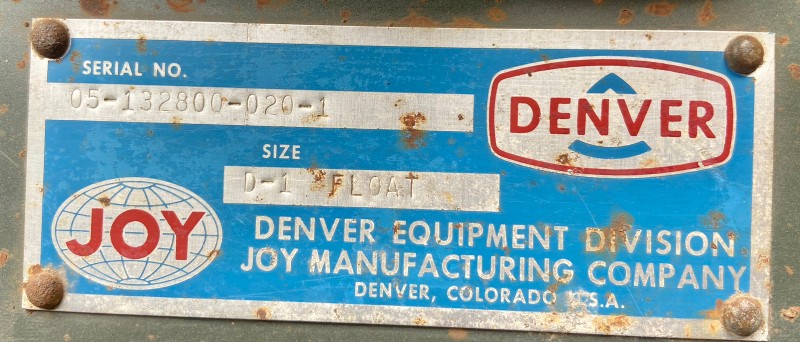 SERIAL NO.
05-132800-020-1
DENVER
SIZE
D-1 FLOAT
JOY
DENVER EQUIPMENT DIVISION
JOY MANUFACTURING COMPANY
DENVER, COLORADO U.S.A.